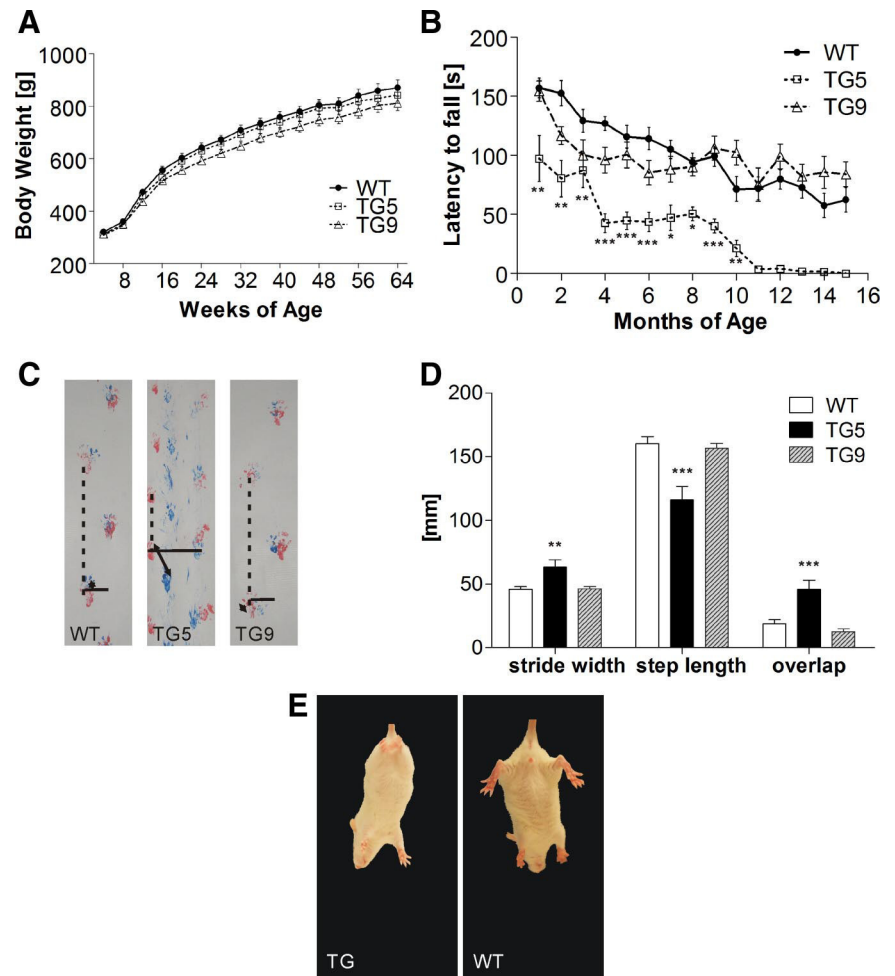 A
Body Weight [g]
1000
800
600
400
200
8 16 24 32 40 48 56 64
Weeks of Age
WT
TG5
TG9
B
Latency to fall [s]
200
150
100
50
0
0 2 4 6 8 10 12 14 16
Months of Age
WT
TG5
TG9
** ** ** *** *** *** * * *** **
C
WT
TG5
TG9
D
[mm]
200
150
100
50
0
WT
TG5
TG9
** *** ***
stride width step length overlap
E
TG
WT